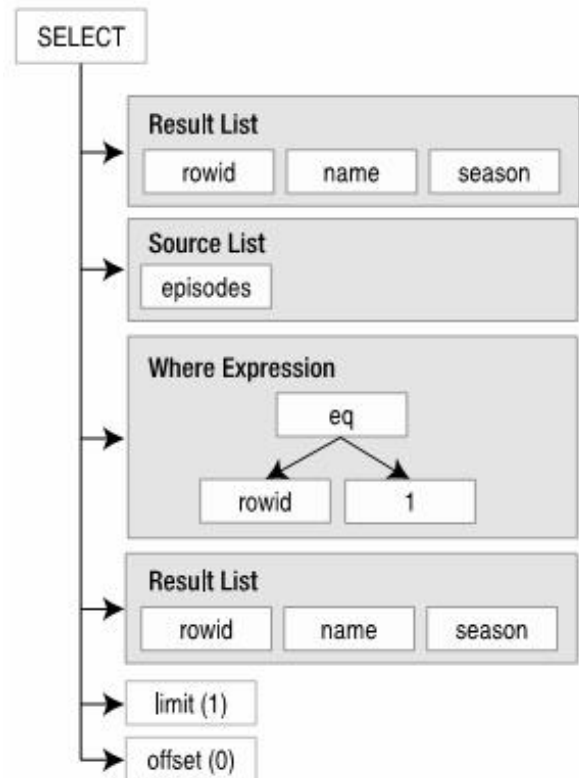 SELECT
Result List
rowid name season
Source List
episodes
Where Expression
eq
rowid 1
Result List
rowid name season
limit (1)
offset (0)